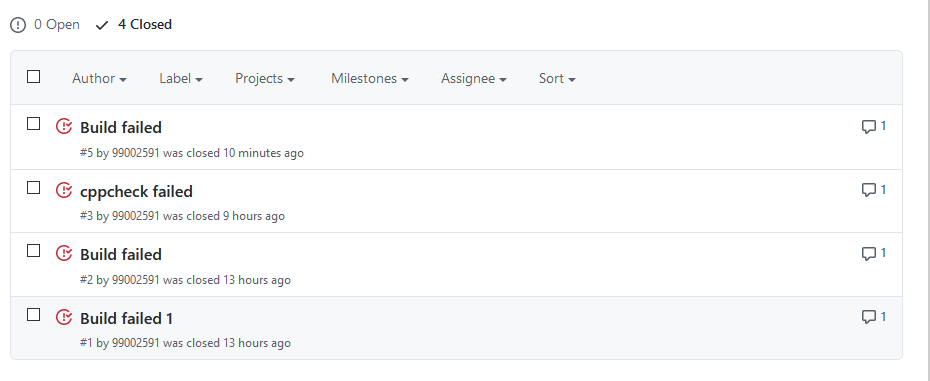 0 Open 4 Closed
Author Label Projects Milestones Assignee Sort
Build failed 1
#5 by 99002591 was closed 10 minutes ago
cppcheck failed 1
#3 by 99002591 was closed 9 hours ago
Build failed 1
#2 by 99002591 was closed 13 hours ago
Build failed 1 1
#1 by 99002591 was closed 13 hours ago